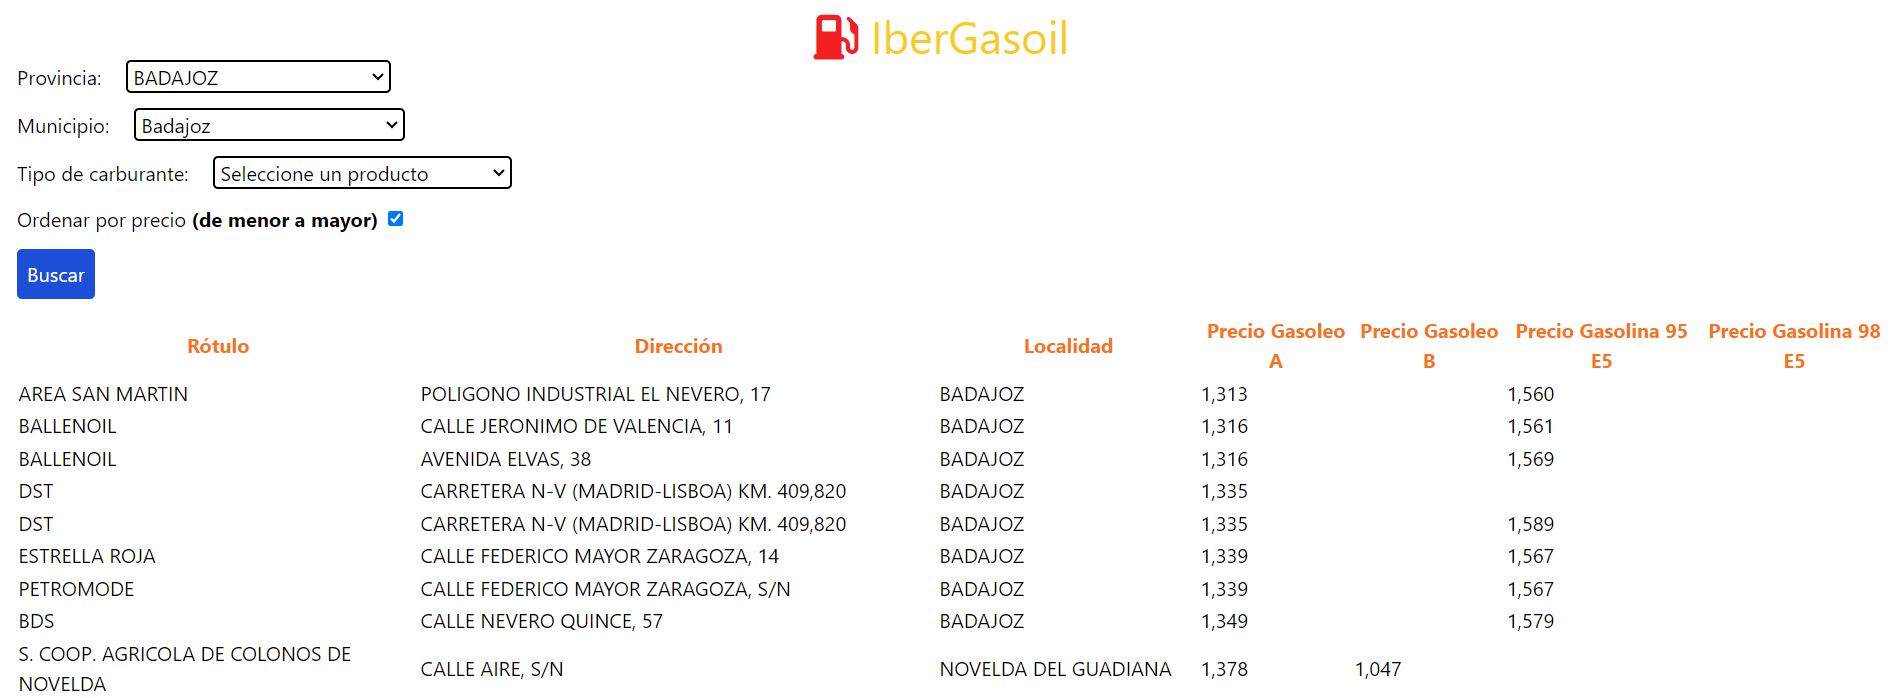 IberGasoil
Provincia: BADAJOZ
Municipio: Badajoz
Tipo de carburante: Seleccione un producto
Ordenar por precio (de menor a mayor)
Buscar
Rótulo Dirección Localidad Precio Gasoleo A Precio Gasoleo B Precio Gasolina 95 E5 Precio Gasolina 98 E5
AREA SAN MARTIN POLIGONO INDUSTRIAL EL NEVERO, 17 BADAJOZ 1,313 1,560
BALLENOIL CALLE JERONIMO DE VALENCIA, 11 BADAJOZ 1,316 1,561
BALLENOIL AVENIDA ELVAS, 38 BADAJOZ 1,316 1,569
DST CARRETERA N-V (MADRID-LISBOA) KM. 409,820 BADAJOZ 1,335
DST CARRETERA N-V (MADRID-LISBOA) KM. 409,820 BADAJOZ 1,335 1,589
ESTRELLA ROJA CALLE FEDERICO MAYOR ZARAGOZA, 14 BADAJOZ 1,339 1,567
PETROMODE CALLE FEDERICO MAYOR ZARAGOZA, S/N BADAJOZ 1,339 1,567
BDS CALLE NEVERO QUINCE, 57 BADAJOZ 1,349 1,579
S. COOP. AGRICOLA DE COLONOS DE NOVELDA CALLE AIRE, S/N NOVELDA DEL GUADIANA 1,378 1,047